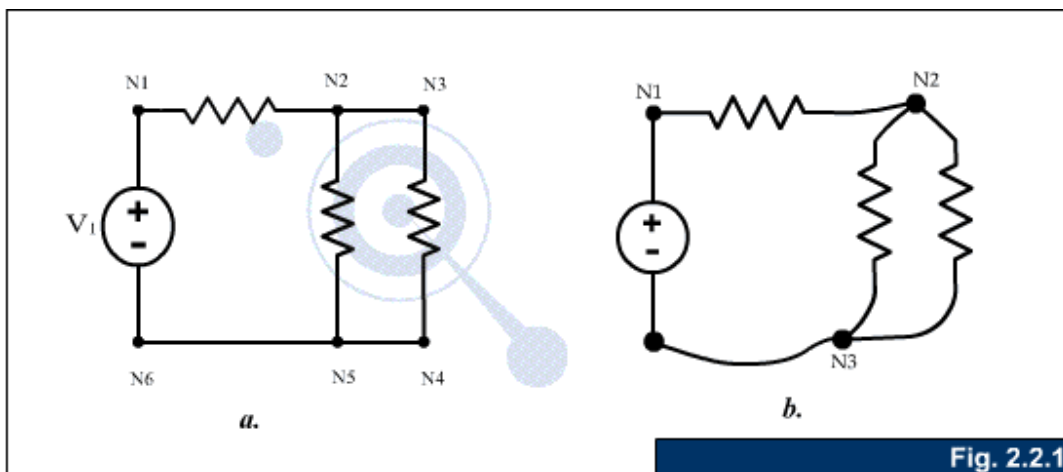 N1 N2 N3
V1
+
-
N6 N5 N4
a.
N1 N2
+
-
N3
b.
Fig. 2.2.1